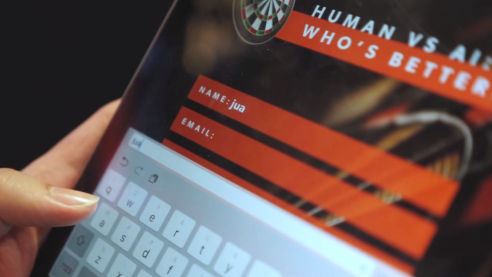 HUMAN VS AI:
WHO'S BETTER
NAME: jua
EMAIL:
q w e r t y u
a s d f g h
z x c